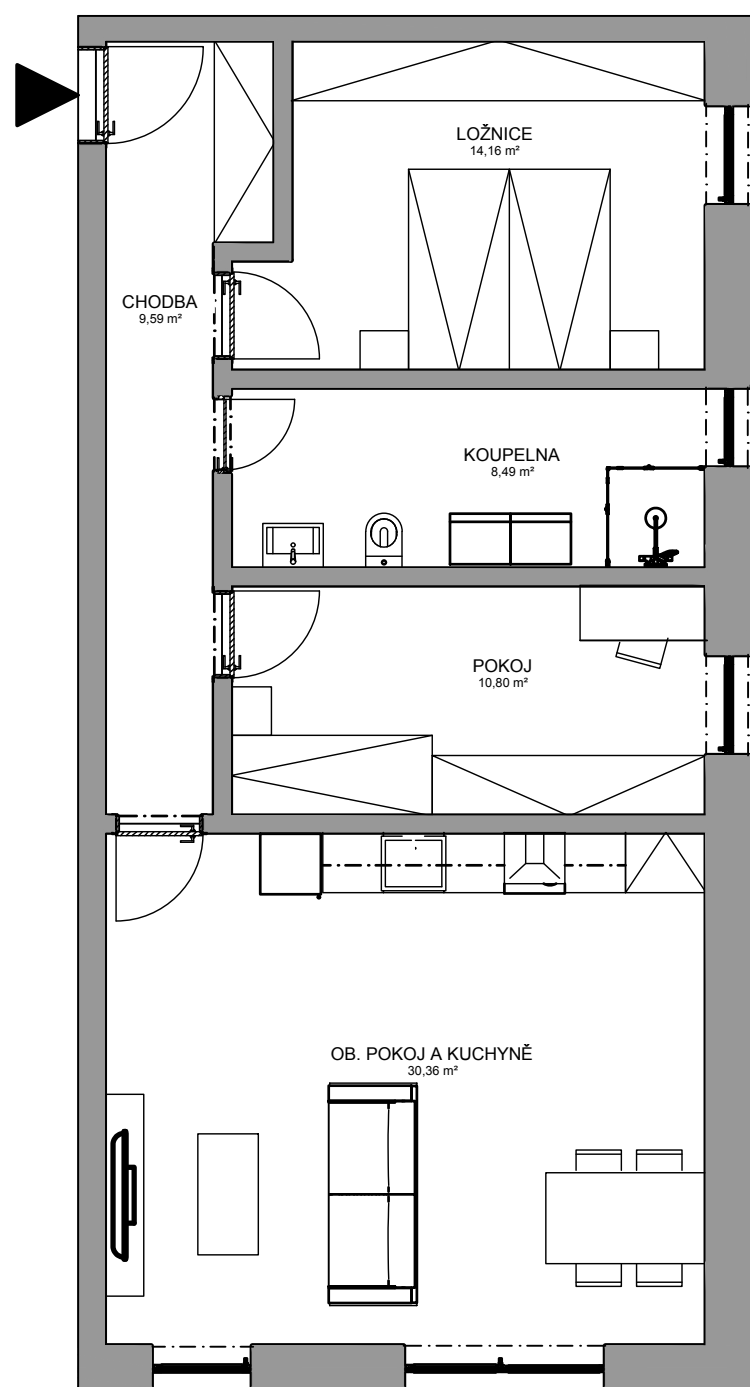 LOŽNICE
14,16 m²
CHODBA
9,59 m²
KOUPELNA
8,49 m²
POKOJ
10,80 m²
OB. POKOJ A KUCHYNĚ
30,36 m²